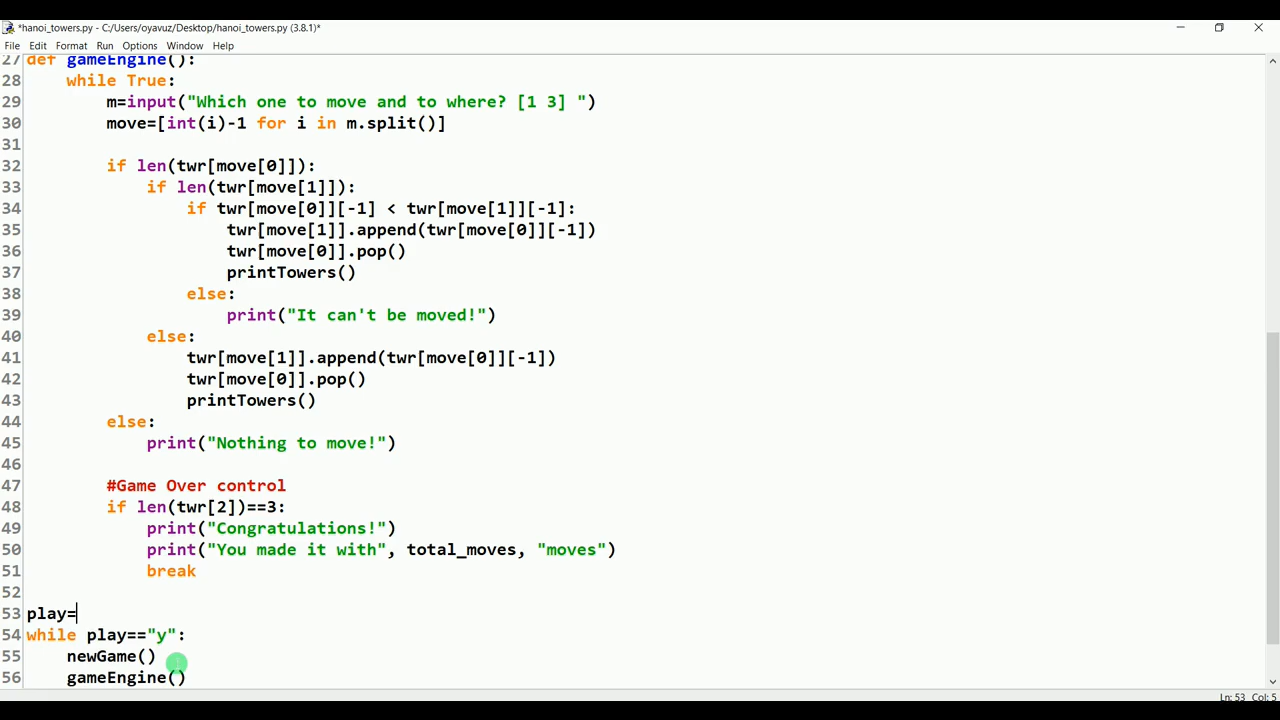 *hanoi_towers.py - C:/Users/oyavuz/Desktop/hanoi_towers.py (3.8.1)*
File Edit Format Run Options Window Help
27 def gameEngine():
28     while True:
29         m=input("Which one to move and to where? [1 3] ")
30         move=[int(i)-1 for i in m.split()]
31
32         if len(twr[move[0]]):
33             if len(twr[move[1]]):
34                 if twr[move[0]][-1] < twr[move[1]][-1]:
35                     twr[move[1]].append(twr[move[0]][-1])
36                     twr[move[0]].pop()
37                     printTowers()
38                 else:
39                     print("It can't be moved!")
40             else:
41                 twr[move[1]].append(twr[move[0]][-1])
42                 twr[move[0]].pop()
43                 printTowers()
44         else:
45             print("Nothing to move!")
46
47         #Game Over control
48         if len(twr[2])==3:
49             print("Congratulations!")
50             print("You made it with", total_moves, "moves")
51             break
52
53 play=
54 while play=="y":
55     newGame()
56     gameEngine()
Ln: 53 Col: 5